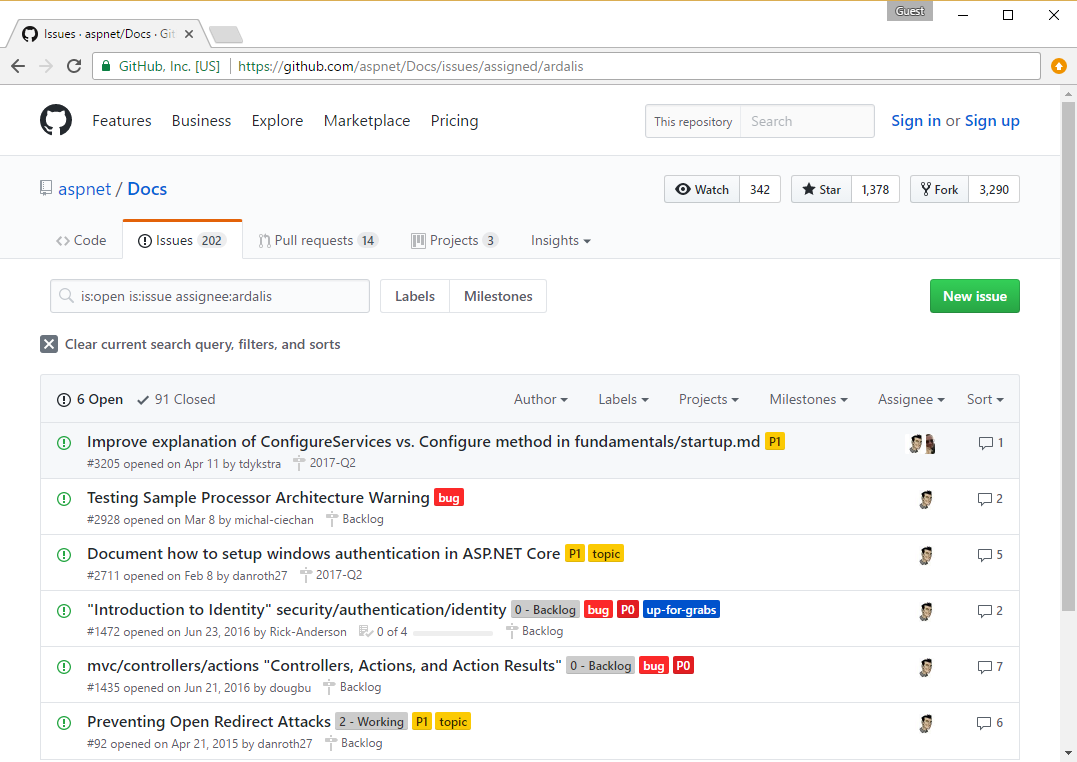 Guest
Issues · aspnet/Docs · Git
GitHub, Inc. [US] https://github.com/aspnet/Docs/issues/assigned/ardalis
Features Business Explore Marketplace Pricing This repository Search Sign in or Sign up
aspnet / Docs Watch 342 Star 1,378 Fork 3,290
Code Issues 202 Pull requests 14 Projects 3 Insights
is:open is:issue assignee:ardalis Labels Milestones New issue
Clear current search query, filters, and sorts
6 Open 91 Closed Author Labels Projects Milestones Assignee Sort
Improve explanation of ConfigureServices vs. Configure method in fundamentals/startup.md P1 1
#3205 opened on Apr 11 by tdykstra 2017-Q2
Testing Sample Processor Architecture Warning bug 2
#2928 opened on Mar 8 by michal-ciechan Backlog
Document how to setup windows authentication in ASP.NET Core P1 topic 5
#2711 opened on Feb 8 by danroth27 2017-Q2
"Introduction to Identity" security/authentication/identity 0 - Backlog bug P0 up-for-grabs 2
#1472 opened on Jun 23, 2016 by Rick-Anderson 0 of 4 Backlog
mvc/controllers/actions "Controllers, Actions, and Action Results" 0 - Backlog bug P0 7
#1435 opened on Jun 21, 2016 by dougbu Backlog
Preventing Open Redirect Attacks 2 - Working P1 topic 6
#92 opened on Apr 21, 2015 by danroth27 Backlog